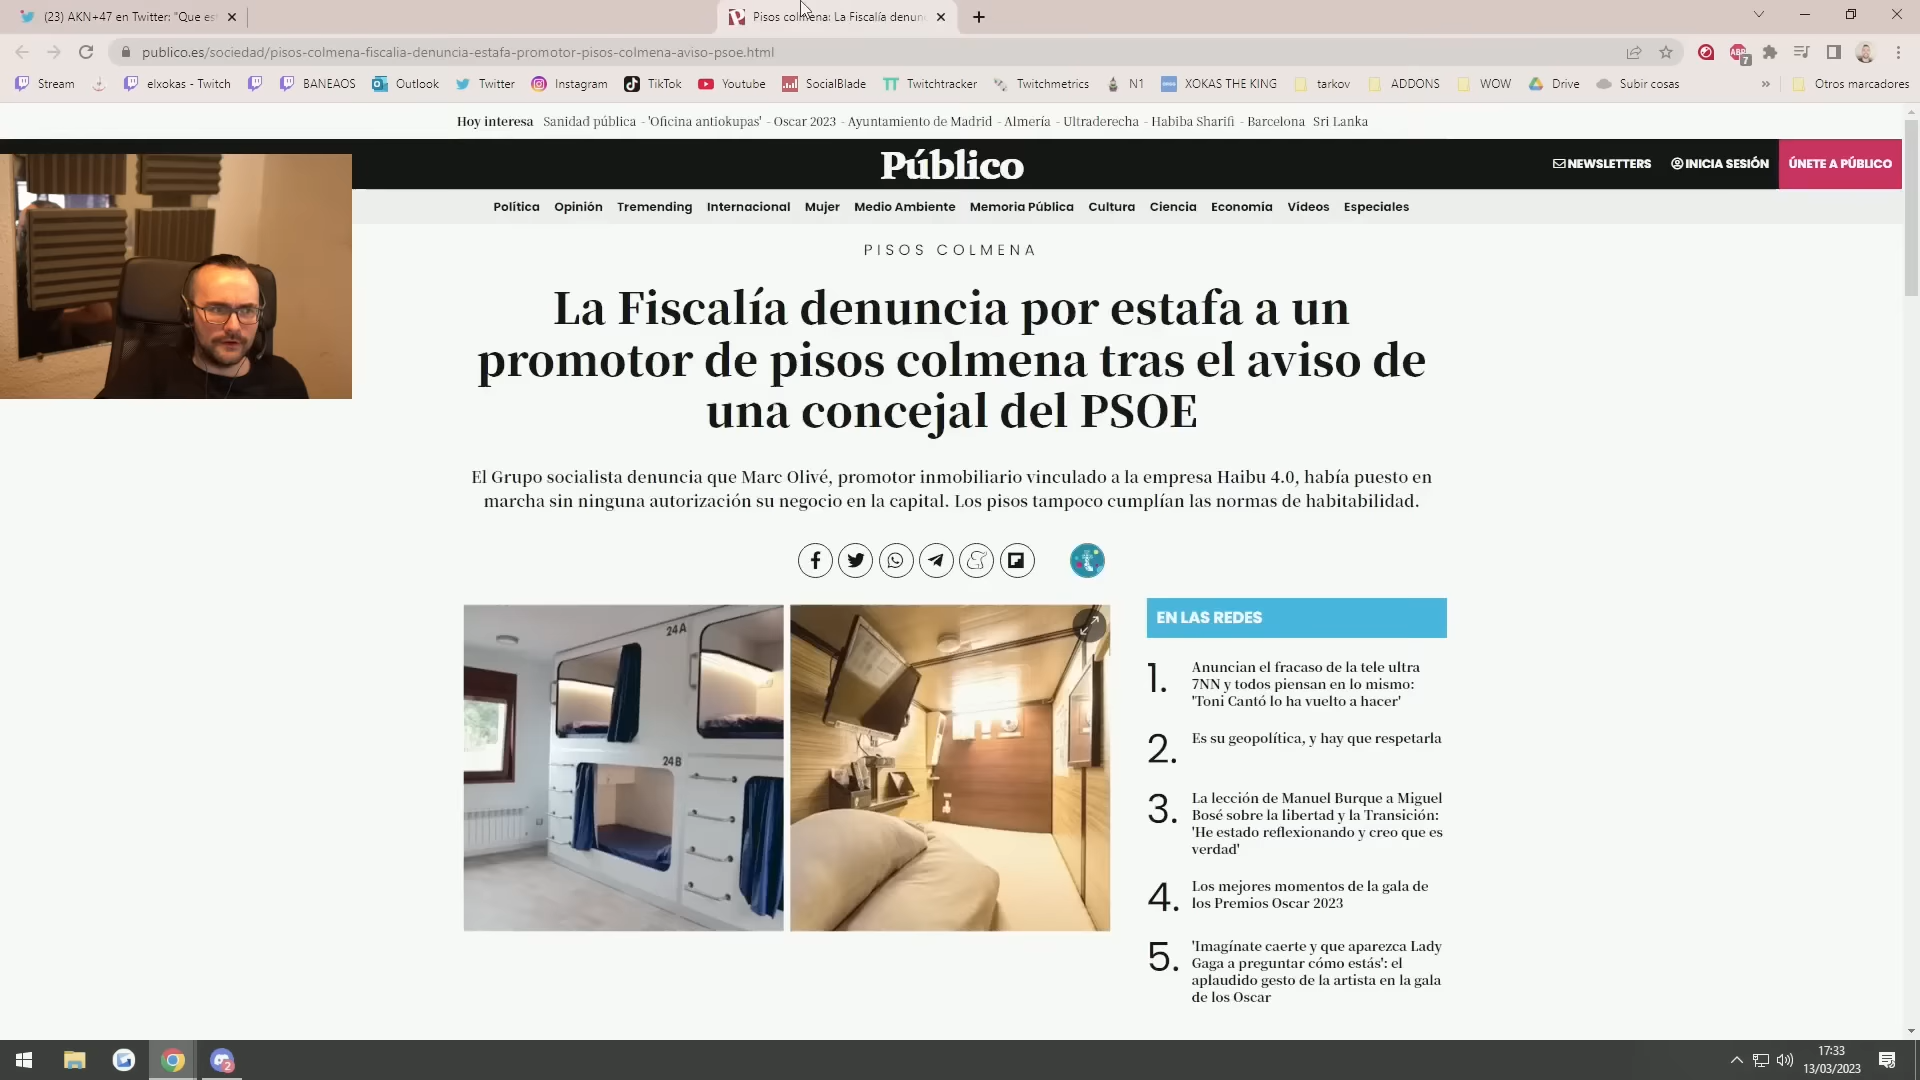 (23) AKN+47 en Twitter: "Que est
Pisos colmena: La Fiscalía denun
publico.es/sociedad/pisos-colmena-fiscalia-denuncia-estafa-promotor-pisos-colmena-aviso-psoe.html
7
Stream elxokas - Twitch BANEAOS Outlook Twitter Instagram TikTok Youtube SocialBlade Twitchtracker Twitchmetrics N1 XOKAS THE KING tarkov ADDONS WOW Drive Subir cosas » Otros marcadores
Hoy interesa Sanidad pública - 'Oficina antiokupas' - Oscar 2023 - Ayuntamiento de Madrid - Almería - Ultraderecha - Habiba Sharifi - Barcelona Sri Lanka
Público
NEWSLETTERS INICIA SESIÓN ÚNETE A PÚBLICO
Política Opinión Tremending Internacional Mujer Medio Ambiente Memoria Pública Cultura Ciencia Economía Vídeos Especiales
PISOS COLMENA
La Fiscalía denuncia por estafa a un
promotor de pisos colmena tras el aviso de
una concejal del PSOE
El Grupo socialista denuncia que Marc Olivé, promotor inmobiliario vinculado a la empresa Haibu 4.0, había puesto en
marcha sin ninguna autorización su negocio en la capital. Los pisos tampoco cumplían las normas de habitabilidad.
24A
24B
EN LAS REDES
1. Anuncian el fracaso de la tele ultra
7NN y todos piensan en lo mismo:
'Toni Cantó lo ha vuelto a hacer'
2. Es su geopolítica, y hay que respetarla
3. La lección de Manuel Burque a Miguel
Bosé sobre la libertad y la Transición:
'He estado reflexionando y creo que es
verdad'
4. Los mejores momentos de la gala de
los Premios Oscar 2023
5. 'Imagínate caerte y que aparezca Lady
Gaga a preguntar cómo estás': el
aplaudido gesto de la artista en la gala
de los Oscar
2
17:33
13/03/2023